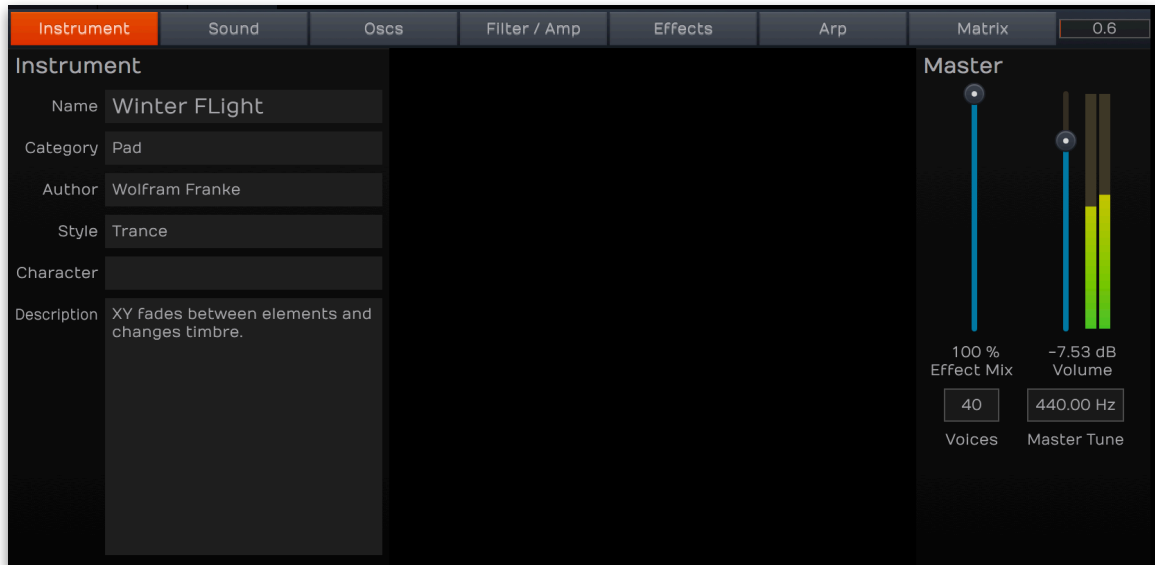 Instrument
Sound
Oscs
Filter / Amp
Effects
Arp
Matrix
0.6
Instrument
Name
Winter FLight
Category
Pad
Author
Wolfram Franke
Style
Trance
Character
Description
XY fades between elements and
changes timbre.
Master
100 %
Effect Mix
-7.53 dB
Volume
40
Voices
440.00 Hz
Master Tune